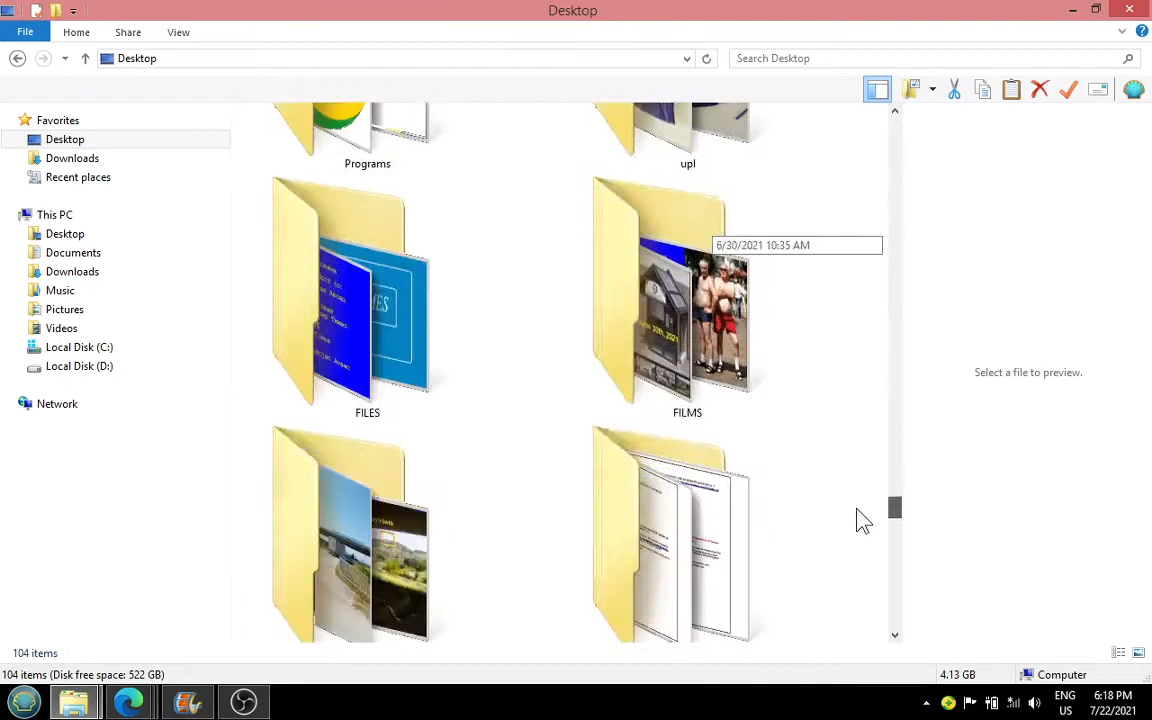 Desktop
File
Home
Share
View
Desktop
Search Desktop
Favorites
Desktop
Downloads
Recent places
This PC
Desktop
Documents
Downloads
Music
Pictures
Videos
Local Disk (C:)
Local Disk (D:)
Network
Programs
upl
6/30/2021 10:35 AM
FILES
FILMS
Select a file to preview.
104 items
104 items (Disk free space: 522 GB)
4.13 GB
Computer
ENG
US
6:18 PM
7/22/2021